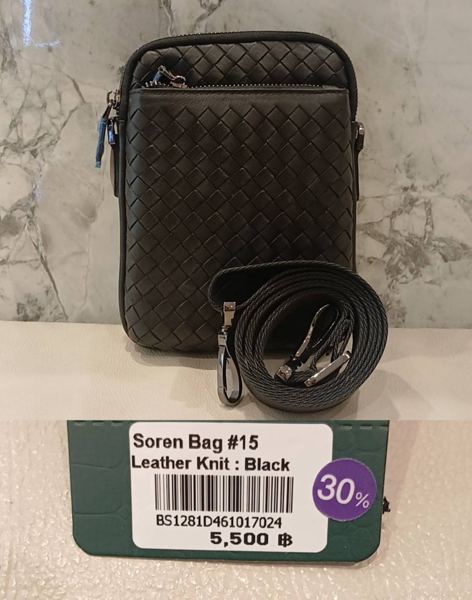 Soren Bag #15
Leather Knit : Black
30%
BS1281D461017024
5,500 ฿